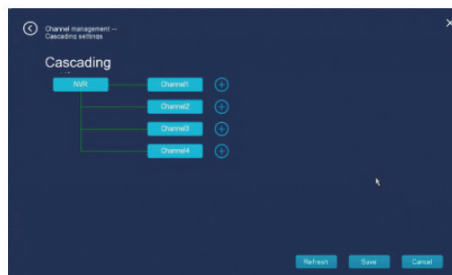 Channel management —
Cascading settings
Cascading
NVR
Channel1
Channel2
Channel3
Channel4
Refresh
Save
Cancel